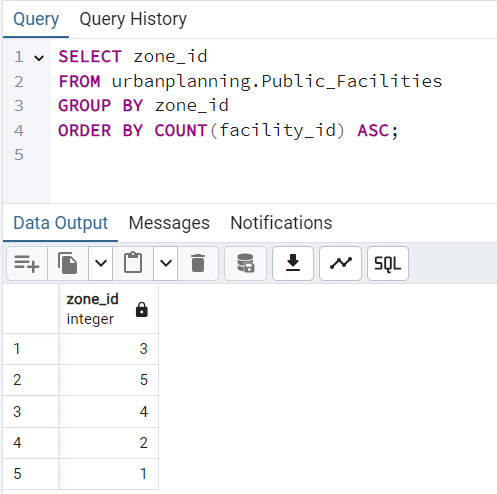 Query Query History
1 SELECT zone_id
2 FROM urbanplanning.Public_Facilities
3 GROUP BY zone_id
4 ORDER BY COUNT(facility_id) ASC;
5
Data Output Messages Notifications
SQL
zone_id
integer
1 3
2 5
3 4
4 2
5 1